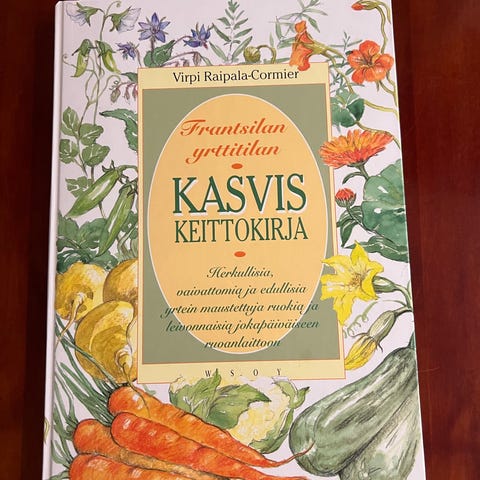 Virpi Raipala-Cormier
Frantsilan
yrttitilan
KASVIS
KEITTOKIRJA
Herkullisia,
vaivattomia ja edullisia
yrtein maustettuja ruokia ja
leivonnaisia jokapäiväiseen
ruoanlaittoon
WSOY